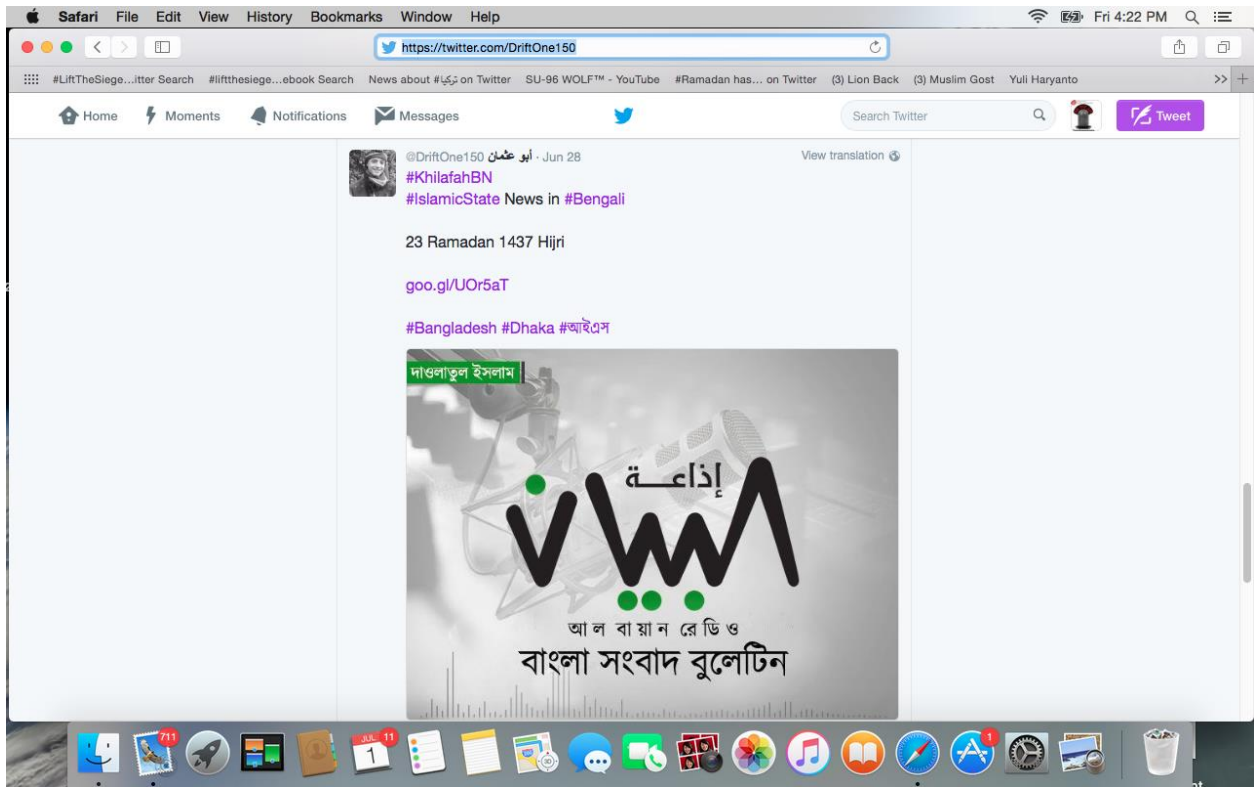 Safari File Edit View History Bookmarks Window Help Fri 4:22 PM
https://twitter.com/DriftOne150
#LiftTheSiege...itter Search #liftthesiege...ebook Search News about #تركيا on Twitter SU-96 WOLF™ - YouTube #Ramadan has... on Twitter (3) Lion Back (3) Muslim Gost Yuli Haryanto >> +
Home Moments Notifications Messages Search Twitter Tweet
@DriftOne150 أبو عثمان · Jun 28 View translation
#KhilafahBN
#IslamicState News in #Bengali
23 Ramadan 1437 Hijri
goo.gl/UOr5aT
#Bangladesh #Dhaka #আইএস
দাওলাতুল ইসলাম
إذاعـــة
البيان
আল বায়ান রেডিও
বাংলা সংবাদ বুলেটিন
711
JUL 11
1
3D
1